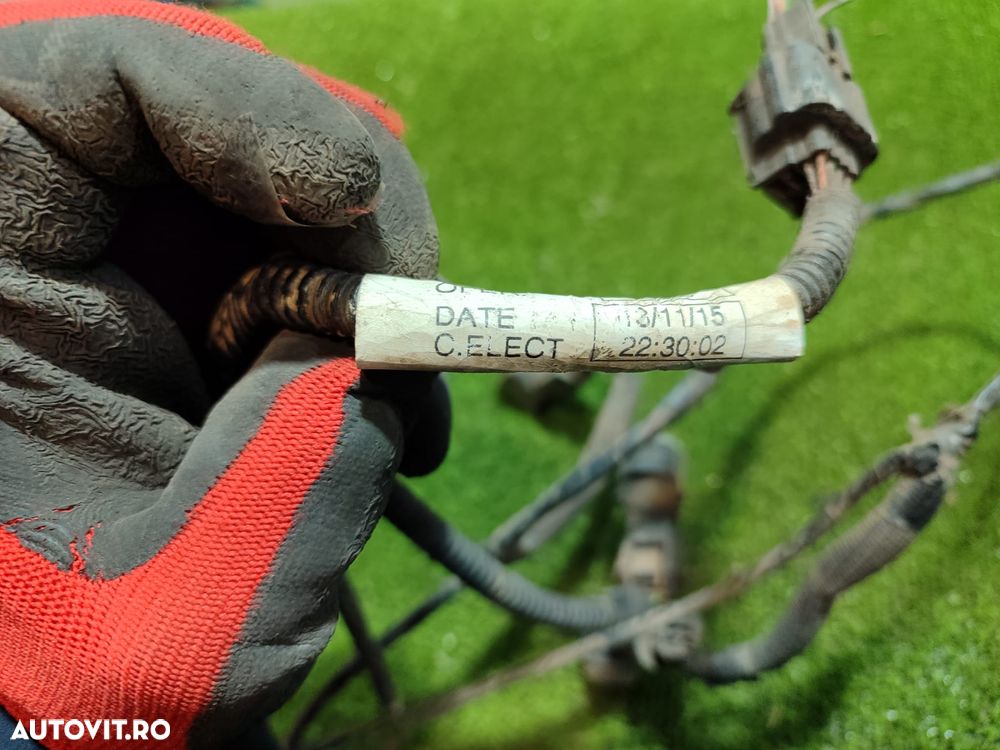 DATE 13/11/15
C.ELECT 22:30:02
AUTOVIT.RO